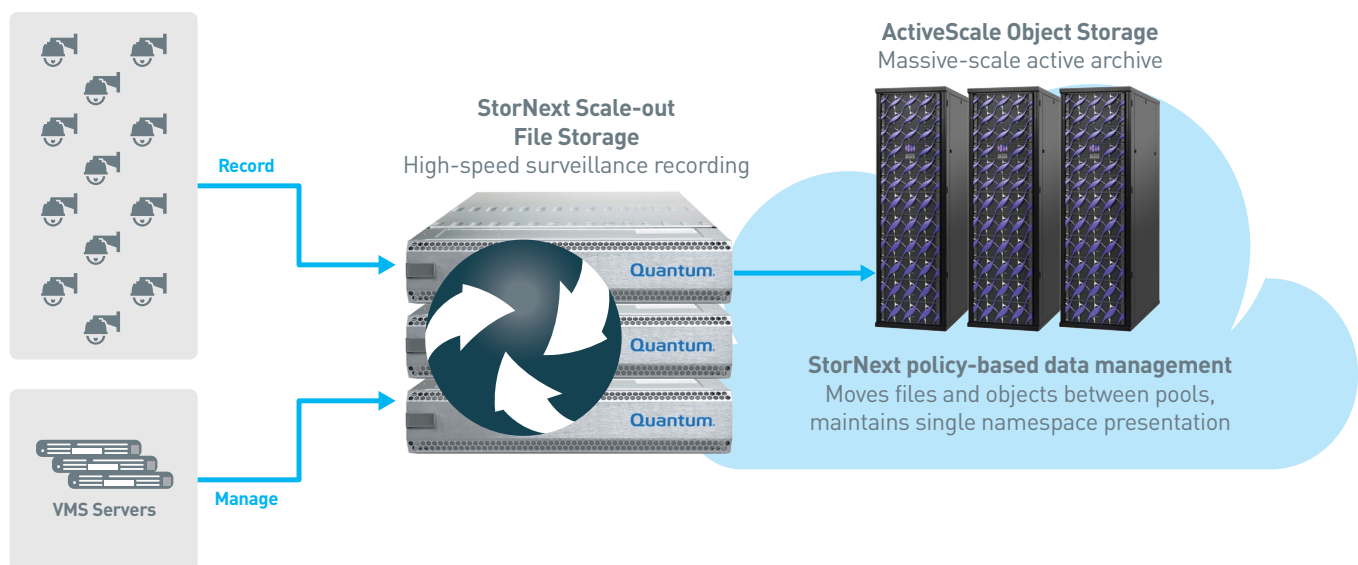 ActiveScale Object Storage
Massive-scale active archive
StorNext Scale-out
File Storage
High-speed surveillance recording
Record
Quantum.
Quantum.
Quantum.
StorNext policy-based data management
Moves files and objects between pools,
maintains single namespace presentation
Manage
VMS Servers